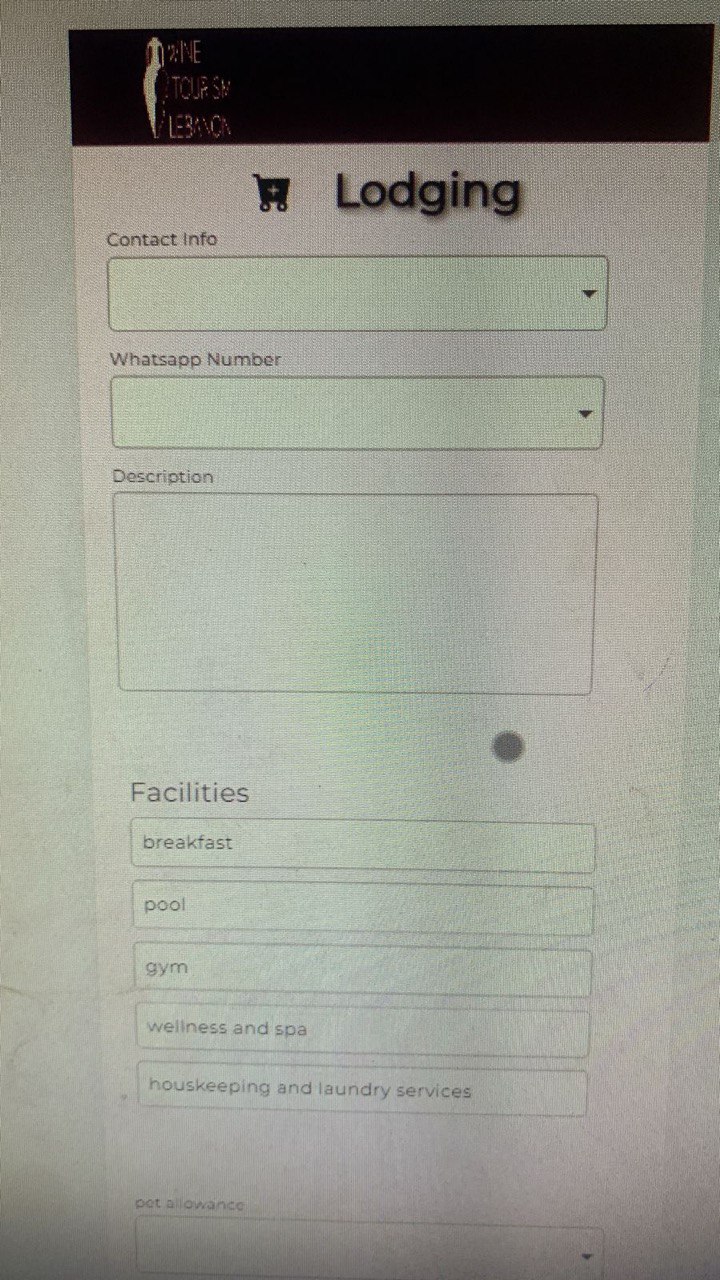 WINE
TOURISM
LEBANON
Lodging
Contact Info
Whatsapp Number
Description
Facilities
breakfast
pool
gym
wellness and spa
houskeeping and laundry services
pet allowance